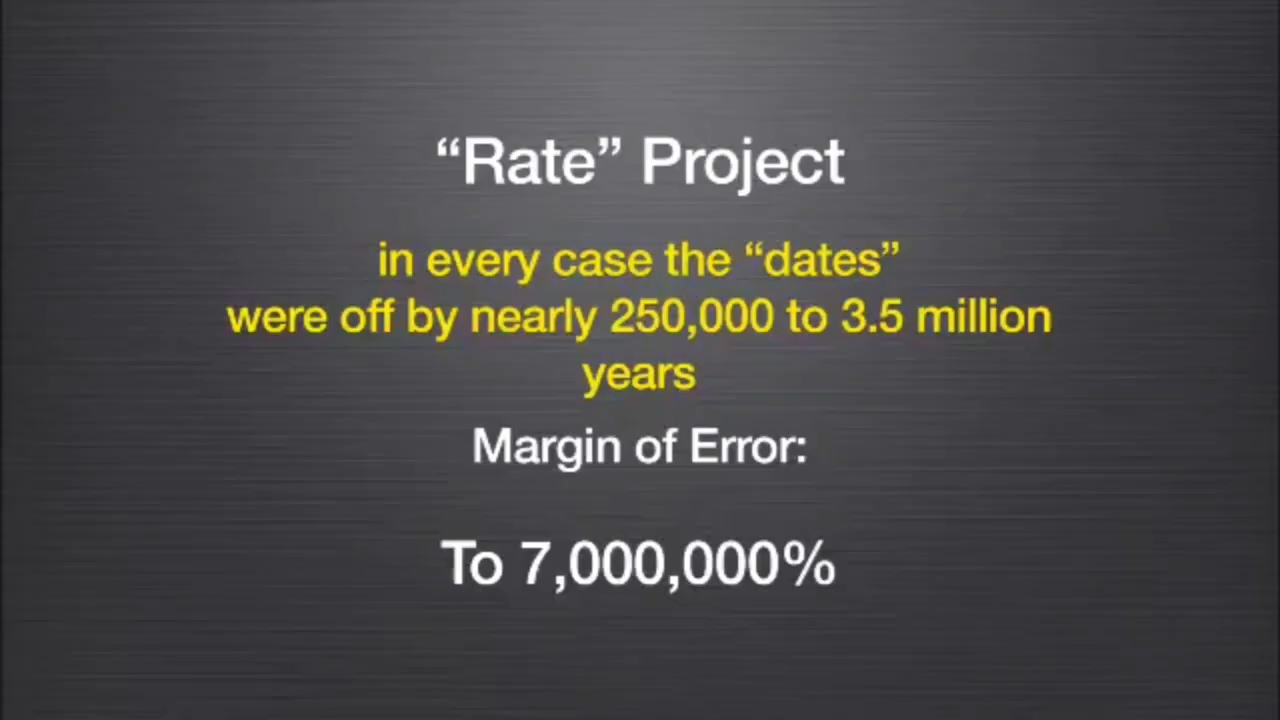 “Rate” Project
in every case the “dates”
were off by nearly 250,000 to 3.5 million
years
Margin of Error:
To 7,000,000%